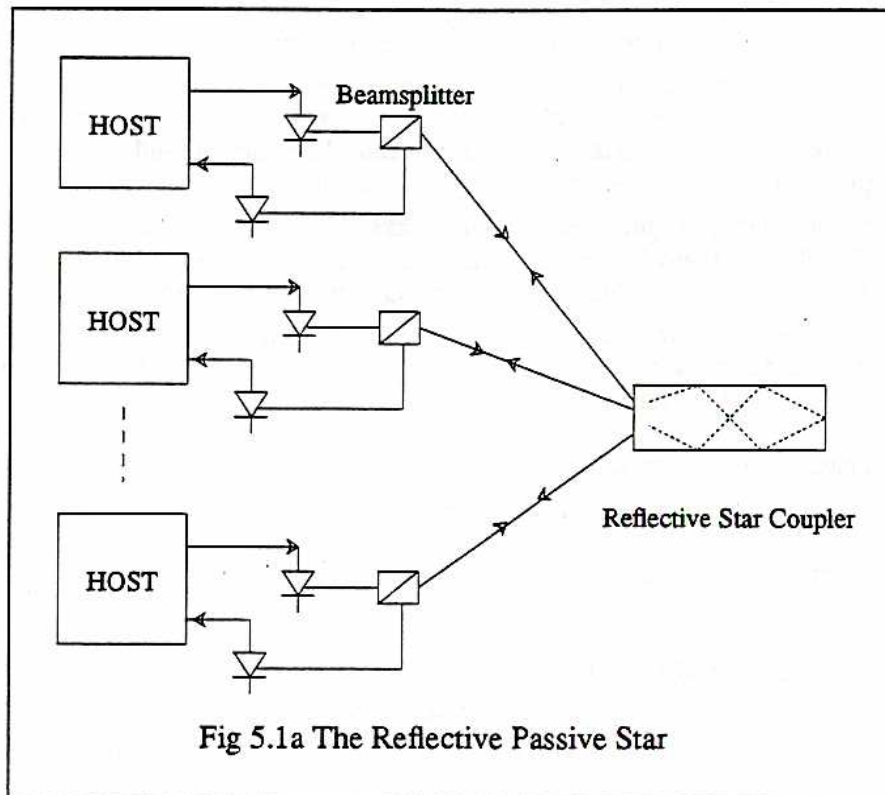 HOST
Beamsplitter
HOST
HOST
Reflective Star Coupler
Fig 5.1a The Reflective Passive Star